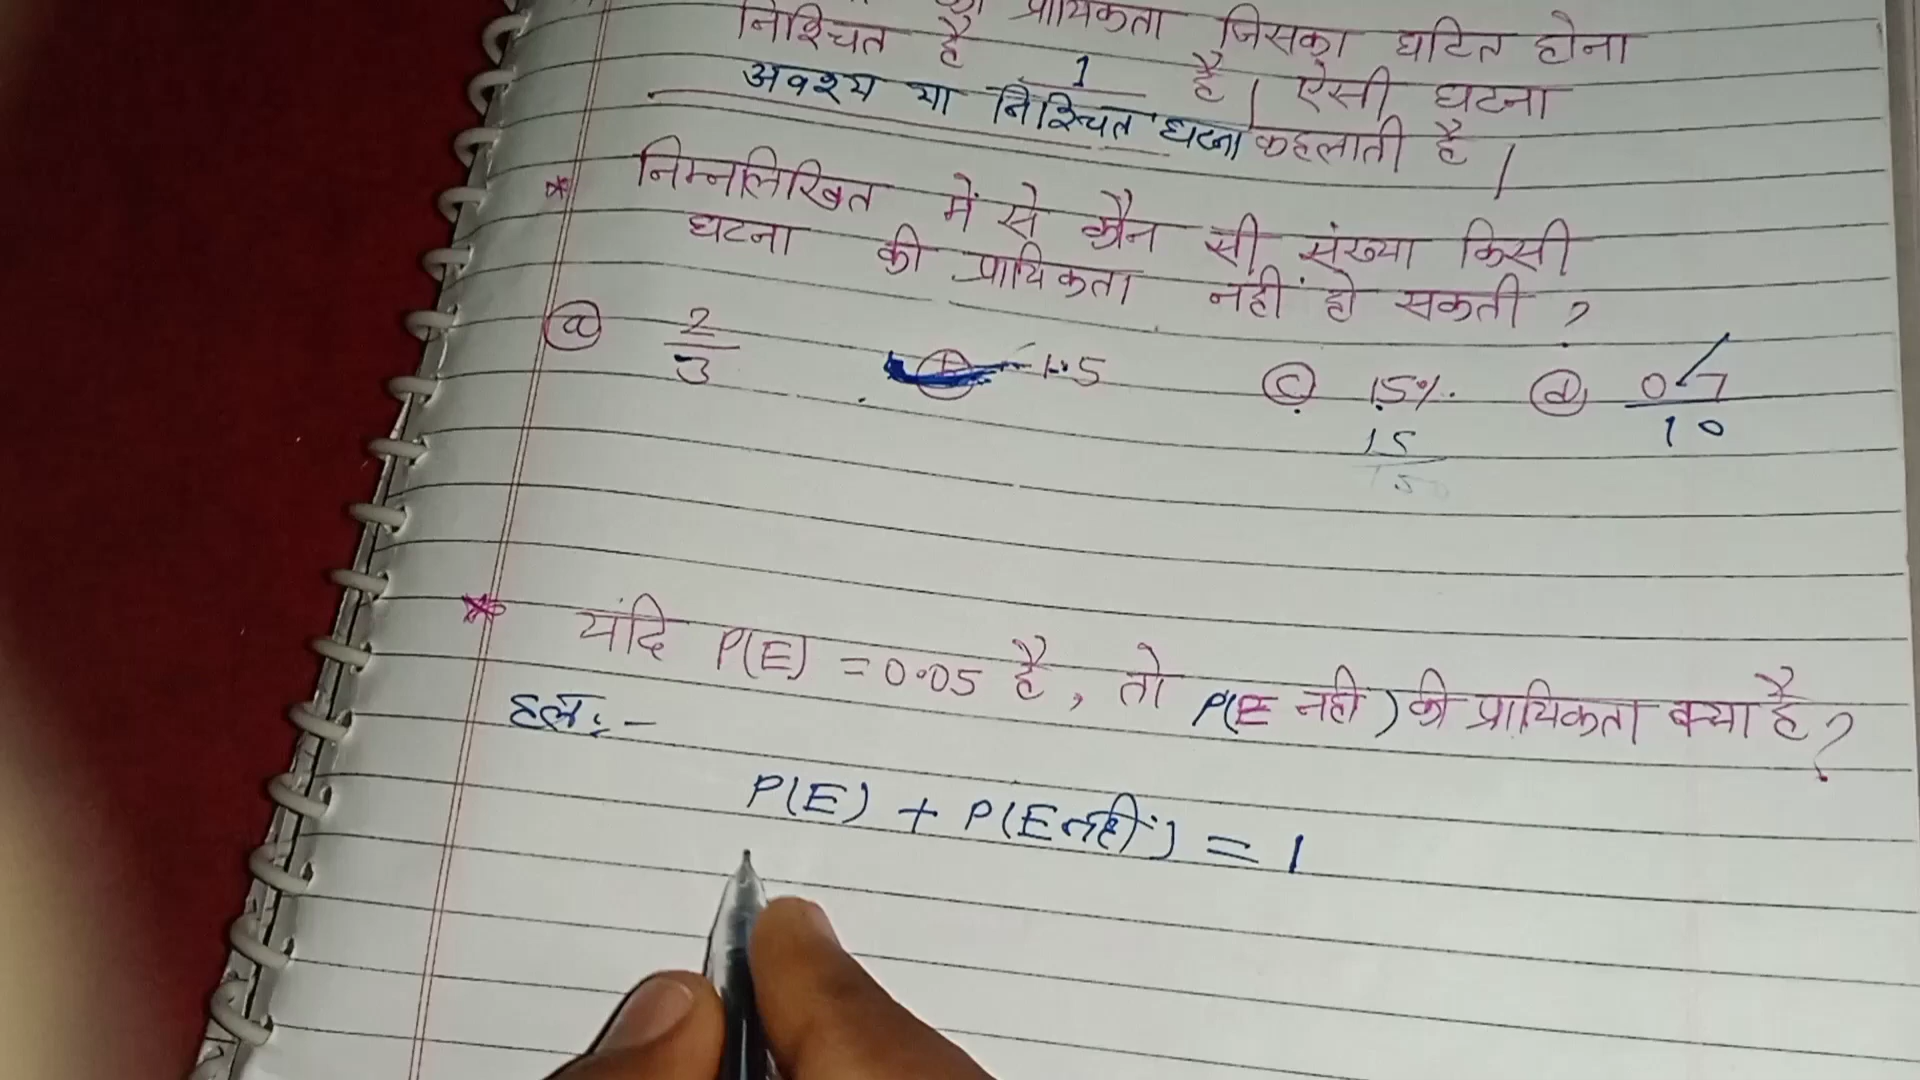 प्रायिकता जिसका घटित होना
निश्चित है 1 है। ऐसी घटना
अवश्य या निश्चित घटना कहलाती है।
* निम्नलिखित में से कौन सी संख्या किसी
घटना की प्रायिकता नहीं हो सकती ?
(a) 2/3 -1.5 (c) 15% (d) 0.7
15 10
* यदि P(E) = 0.05 है, तो P(E नही) की प्रायिकता क्या है?
हल:-
P(E) + P(E नहीं) = 1